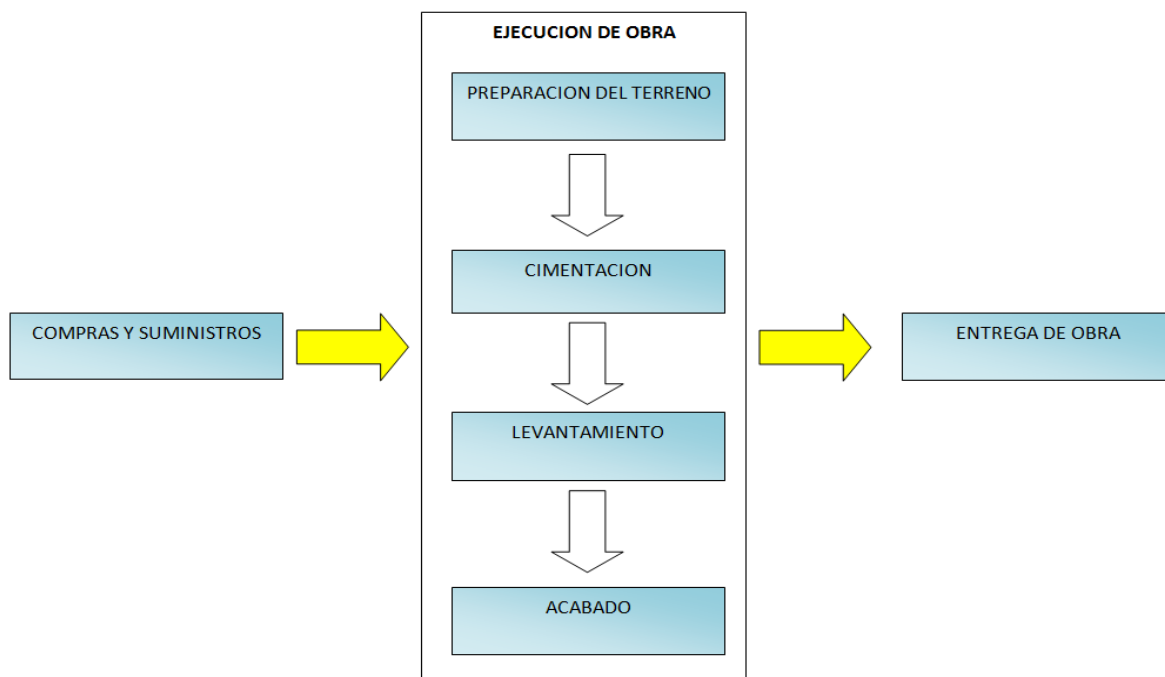 EJECUCION DE OBRA
PREPARACION DEL TERRENO
CIMENTACION
COMPRAS Y SUMINISTROS
ENTREGA DE OBRA
LEVANTAMIENTO
ACABADO